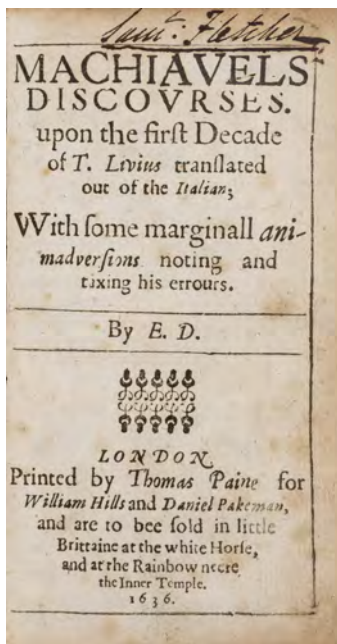 Samˡ: Fletcher
MACHIAVELS
DISCOVRSES.
upon the firſt Decade
of T. Livius tranſlated
out of the Italian;
With ſome marginall ani-
madverſions noting and
taxing his errours.
By E. D.
LONDON,
Printed by Thomas Paine for
William Hills and Daniel Pakeman,
and are to bee ſold in little
Brittaine at the white Horſe,
and at the Rainbow neere
the Inner Temple.
1636.